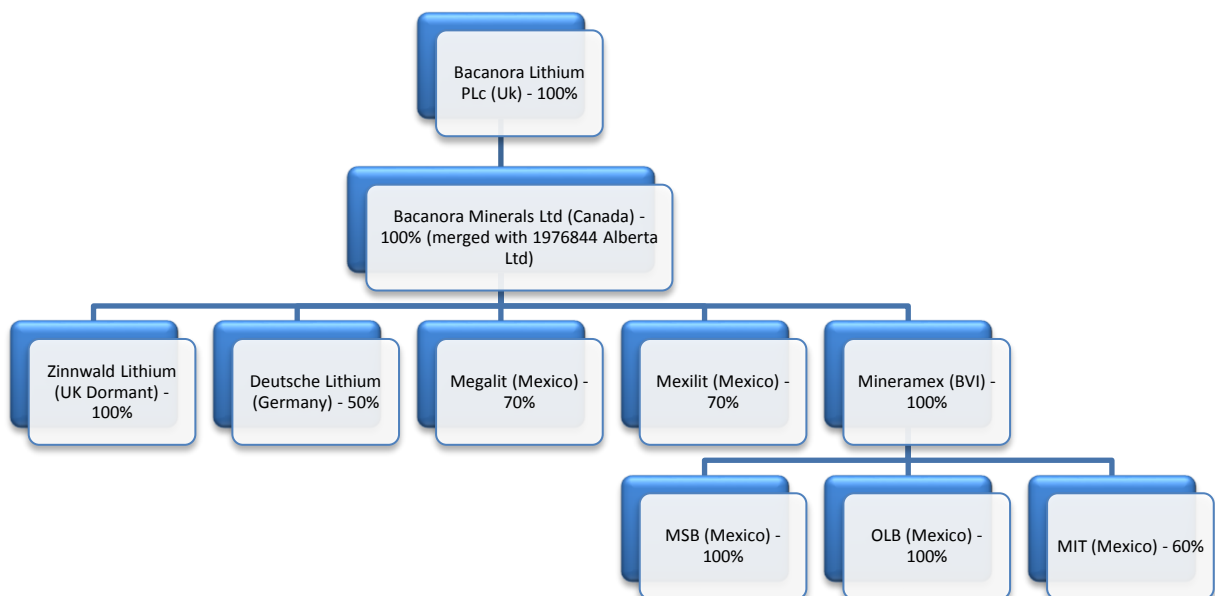 Bacanora Lithium
PLc (Uk) - 100%
Bacanora Minerals Ltd (Canada) -
100% (merged with 1976844 Alberta
Ltd)
Zinnwald Lithium
(UK Dormant) -
100%
Deutsche Lithium
(Germany) - 50%
Megalit (Mexico) -
70%
Mexilit (Mexico) -
70%
Mineramex (BVI) -
100%
MSB (Mexico) -
100%
OLB (Mexico) -
100%
MIT (Mexico) - 60%